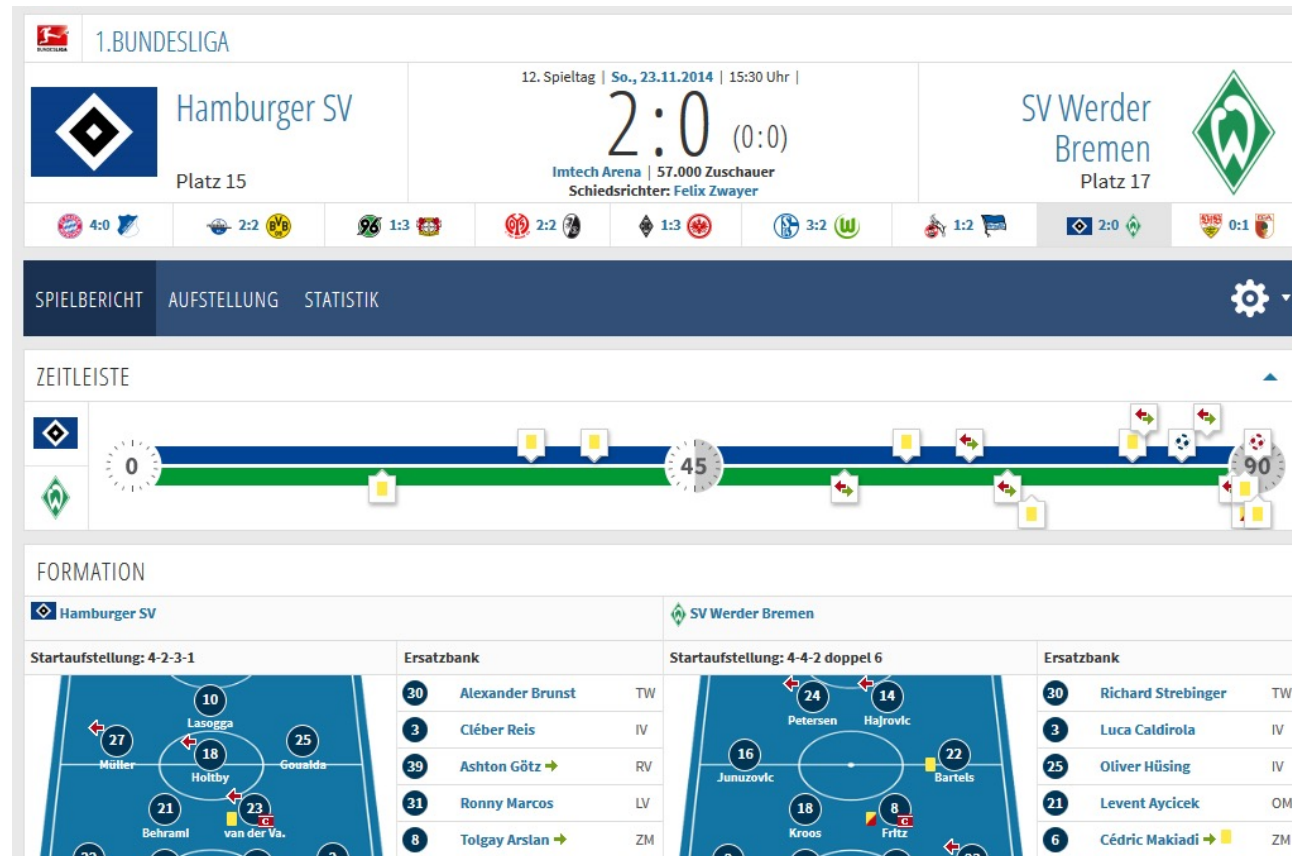 1.BUNDESLIGA
Hamburger SV
Platz 15
12. Spieltag | So., 23.11.2014 | 15:30 Uhr |
2:0 (0:0)
Imtech Arena | 57.000 Zuschauer
Schiedsrichter: Felix Zwayer
SV Werder
Bremen
Platz 17
4:0 2:2 1:3 2:2 1:3 3:2 1:2 2:0 0:1
SPIELBERICHT AUFSTELLUNG STATISTIK
ZEITLEISTE
0 45 90
FORMATION
Hamburger SV
SV Werder Bremen
Startaufstellung: 4-2-3-1
Ersatzbank
Startaufstellung: 4-4-2 doppel 6
Ersatzbank
10
Lasogga
27
Müller
18
Holtby
25
Goualda
21
Behrami
23
C
van der Va.
30 Alexander Brunst TW
3 Cléber Reis IV
39 Ashton Götz RV
31 Ronny Marcos LV
8 Tolgay Arslan ZM
24
Petersen
14
Hajrovic
16
Junuzovic
22
Bartels
18
Kroos
8
C
Fritz
30 Richard Strebinger TW
3 Luca Caldirola IV
25 Oliver Hüsing IV
21 Levent Aycicek OM
6 Cédric Makiadi ZM